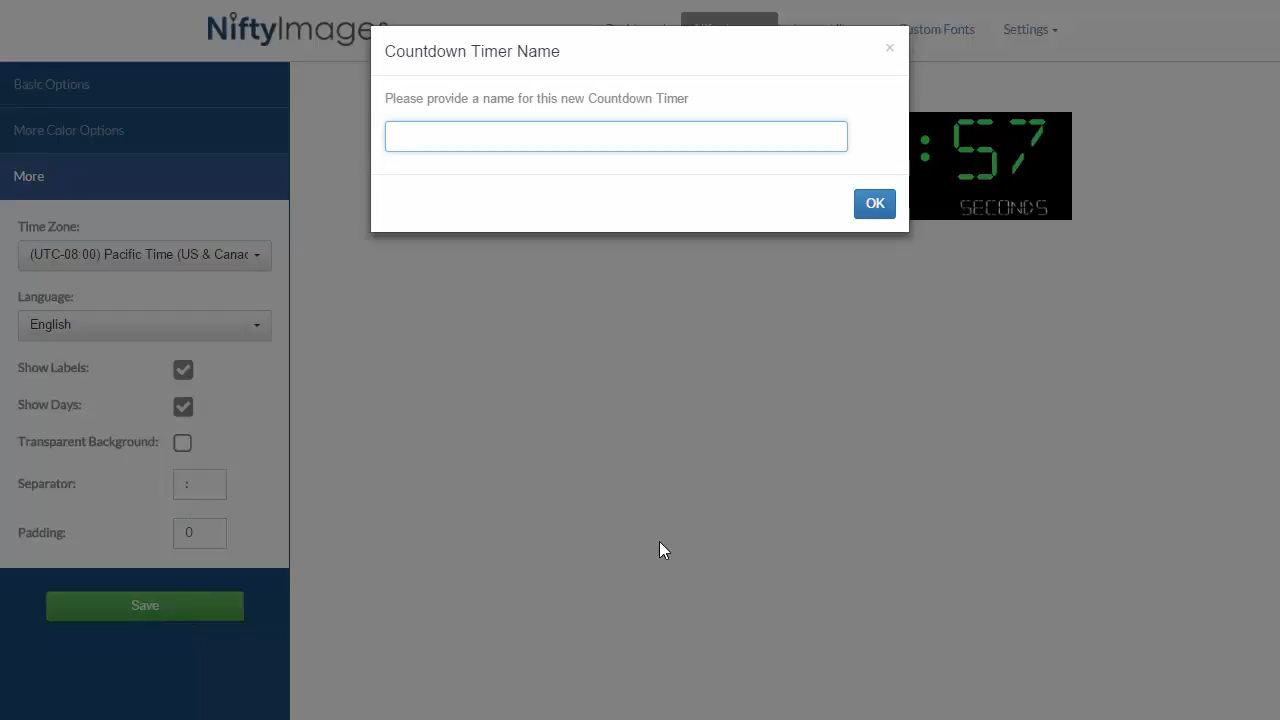 NiftyImage
Custom Fonts
Settings
Countdown Timer Name
×
Please provide a name for this new Countdown Timer
OK
: 57
SECONDS
Basic Options
More Color Options
More
Time Zone:
(UTC-08:00) Pacific Time (US & Canac
Language:
English
Show Labels:
Show Days:
Transparent Background:
Separator: :
Padding: 0
Save